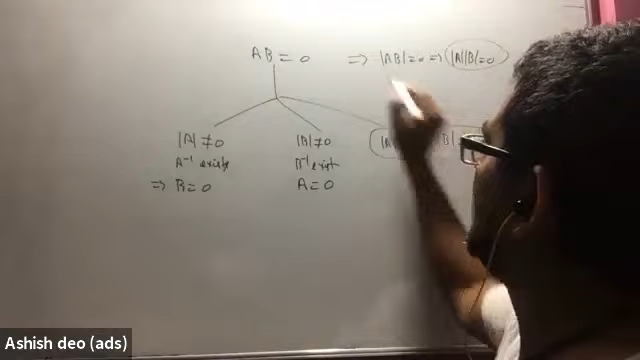 AB = 0 ⇒ |AB| = 0 ⇒ |A||B| = 0
|A| ≠ 0 |B| ≠ 0
A⁻¹ exists B⁻¹ exist
⇒ B = 0 A = 0
Ashish deo (ads)